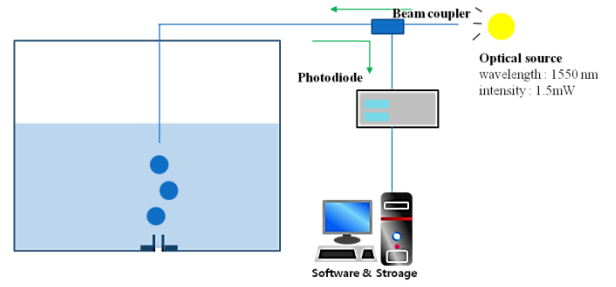 Beam coupler
Optical source
wavelength : 1550 nm
intensity : 1.5mW
Photodiode
Software & Stroage